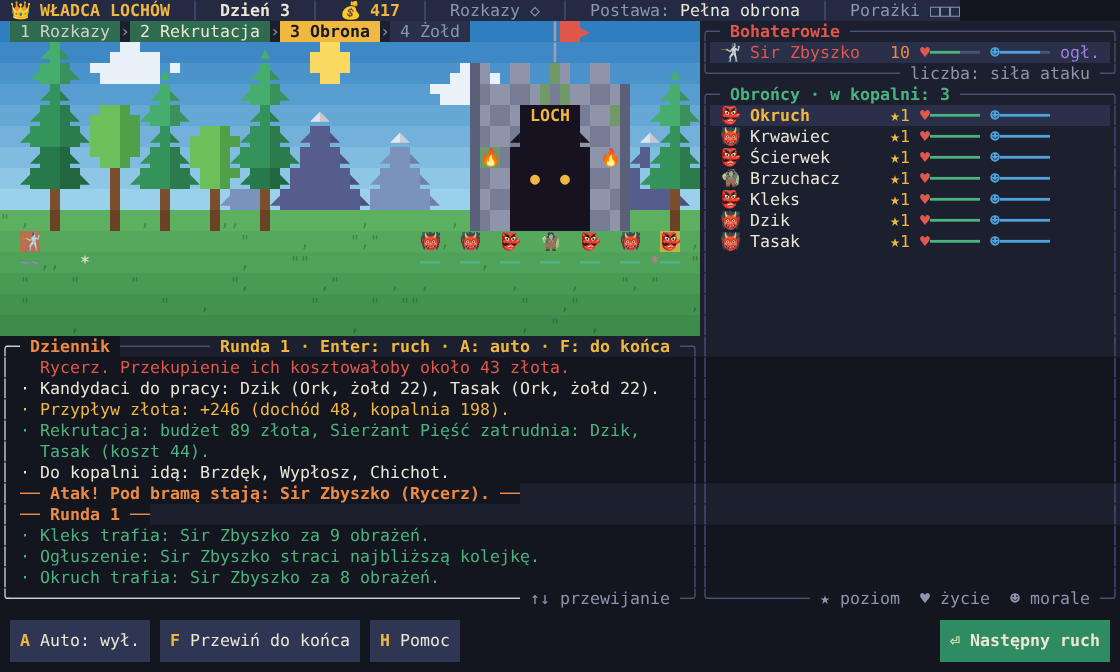 👑 WŁADCA LOCHÓW │ Dzień 3 │ 💰 417 │ Rozkazy ◇ │ Postawa: Pełna obrona │ Porażki □□□
1 Rozkazy › 2 Rekrutacja › 3 Obrona › 4 Żołd
LOCH
Bohaterowie
Sir Zbyszko 10 ♥ ☻ ogł.
liczba: siła ataku
Obrońcy · w kopalni: 3
Okruch ★1 ♥ ☻
Krwawiec ★1 ♥ ☻
Ścierwek ★1 ♥ ☻
Brzuchacz ★1 ♥ ☻
Kleks ★1 ♥ ☻
Dzik ★1 ♥ ☻
Tasak ★1 ♥ ☻
★ poziom ♥ życie ☻ morale
Dziennik Runda 1 · Enter: ruch · A: auto · F: do końca
Rycerz. Przekupienie ich kosztowałoby około 43 złota.
· Kandydaci do pracy: Dzik (Ork, żołd 22), Tasak (Ork, żołd 22).
· Przypływ złota: +246 (dochód 48, kopalnia 198).
· Rekrutacja: budżet 89 złota, Sierżant Pięść zatrudnia: Dzik,
Tasak (koszt 44).
· Do kopalni idą: Brzdęk, Wypłosz, Chichot.
── Atak! Pod bramą stają: Sir Zbyszko (Rycerz). ──
── Runda 1 ──
· Kleks trafia: Sir Zbyszko za 9 obrażeń.
· Ogłuszenie: Sir Zbyszko straci najbliższą kolejkę.
· Okruch trafia: Sir Zbyszko za 8 obrażeń.
↑↓ przewijanie
A Auto: wył. F Przewiń do końca H Pomoc ⏎ Następny ruch